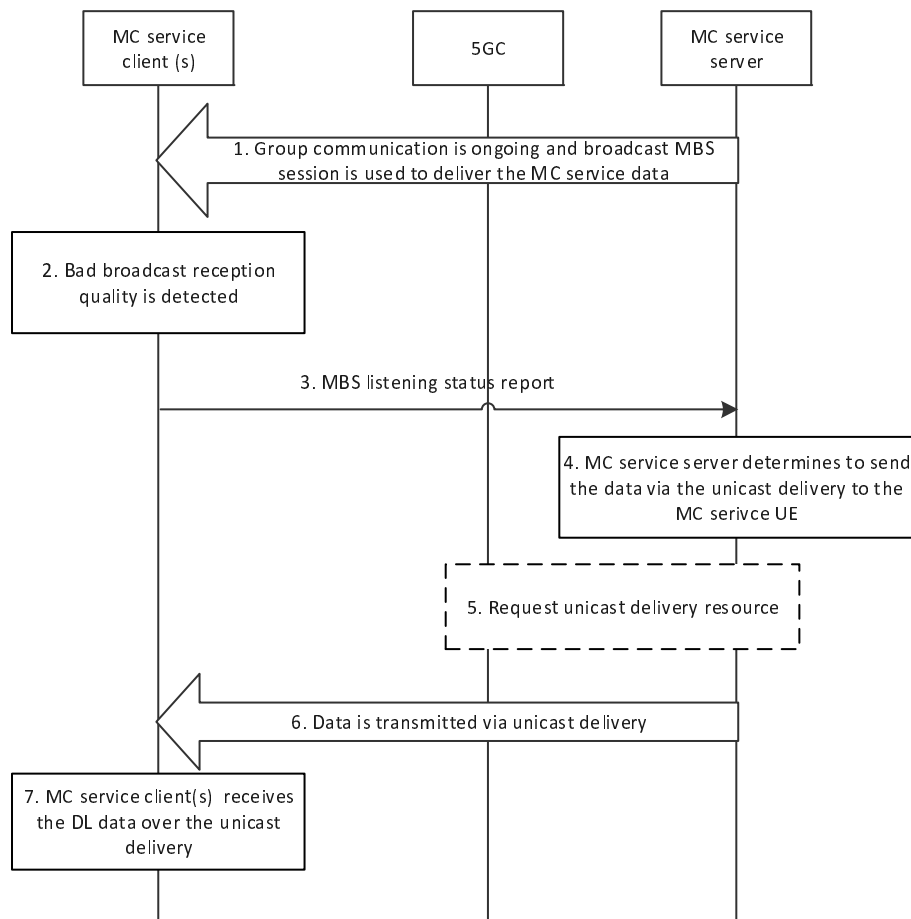 MC service
client (s)
5GC
MC service
server
1. Group communication is ongoing and broadcast MBS
session is used to deliver the MC service data
2. Bad broadcast reception
quality is detected
3. MBS listening status report
4. MC service server determines to send
the data via the unicast delivery to the
MC serivce UE
5. Request unicast delivery resource
6. Data is transmitted via unicast delivery
7. MC service client(s) receives
the DL data over the unicast
delivery